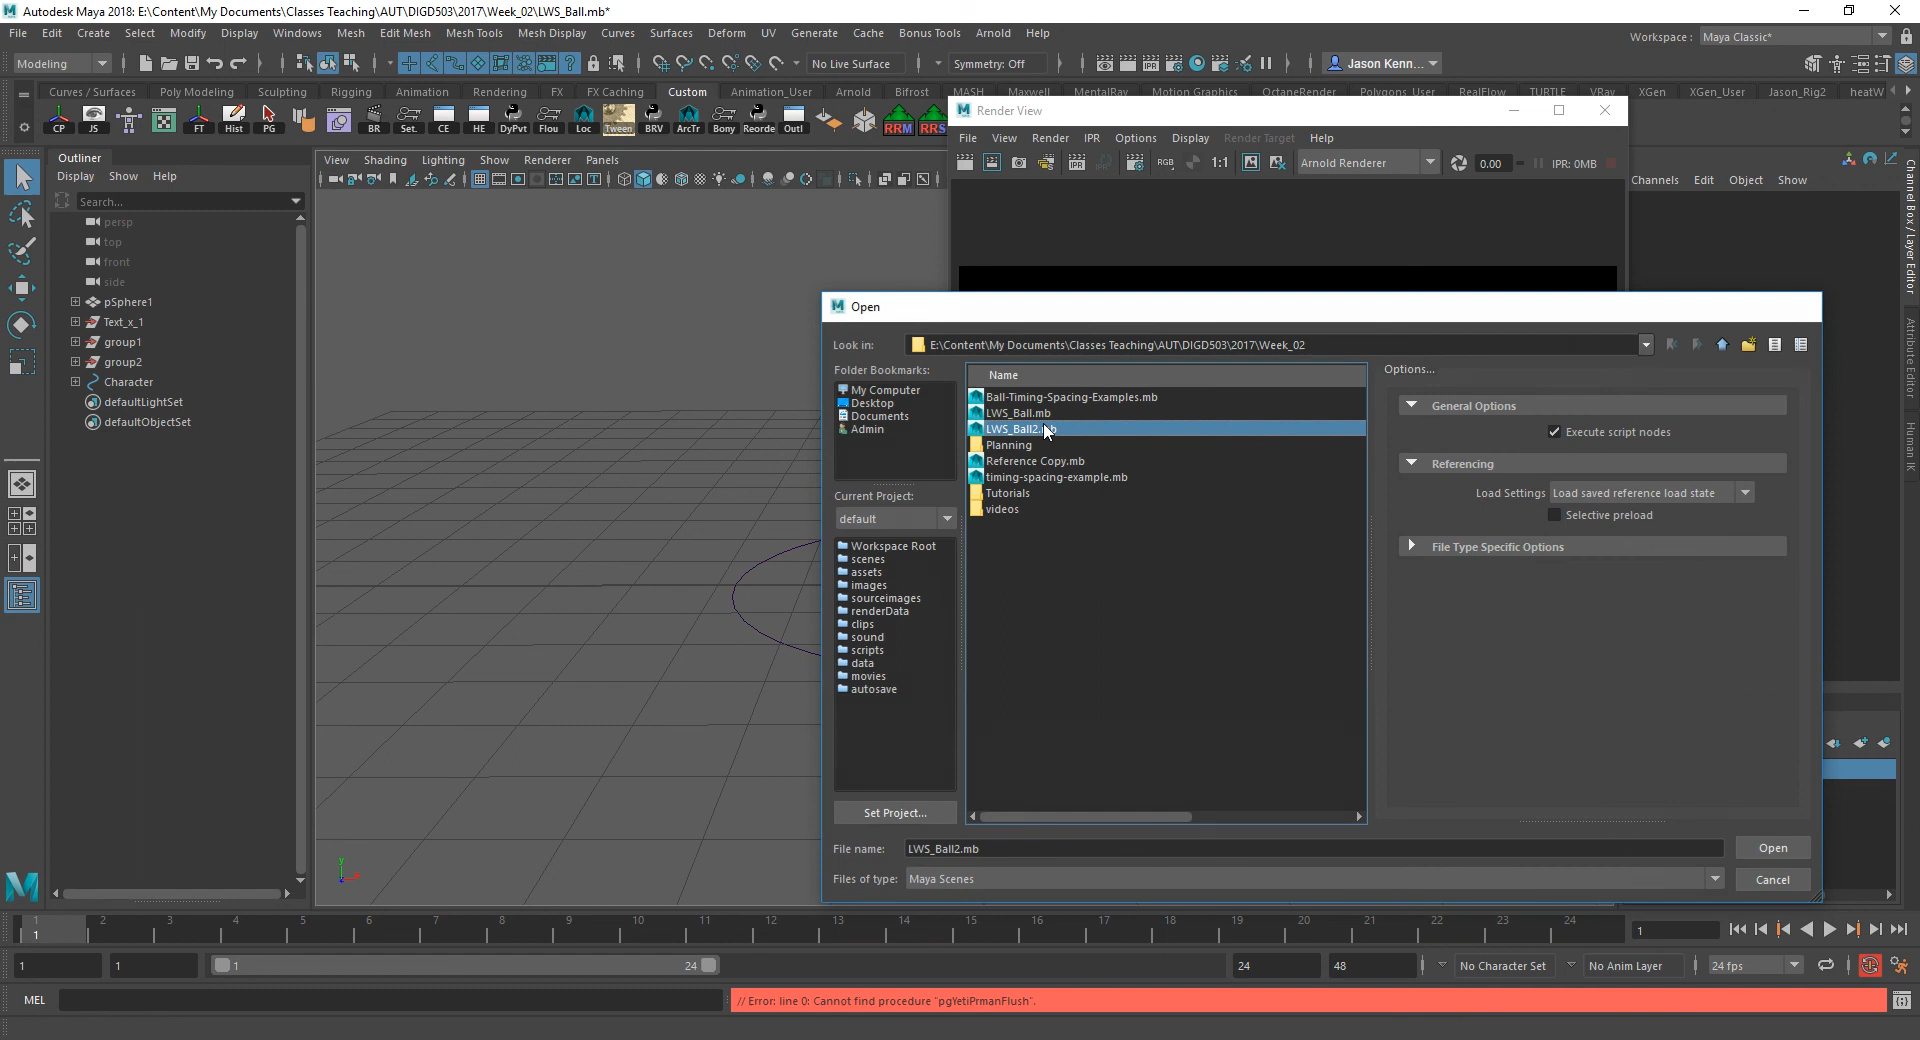 Autodesk Maya 2018: E:\Content\My Documents\Classes Teaching\AUT\DIGD503\2017\Week_02\LWS_Ball.mb*
File Edit Create Select Modify Display Windows Mesh Edit Mesh Mesh Tools Mesh Display Curves Surfaces Deform UV Generate Cache Bonus Tools Arnold Help
Workspace : Maya Classic*
Modeling No Live Surface Symmetry: Off Jason Kenn...
Curves / Surfaces Poly Modeling Sculpting Rigging Animation Rendering FX FX Caching Custom Animation_User Arnold Bifrost MASH Maxwell MentalRay Motion Graphics OctaneRender Polygons_User RealFlow TURTLE VRay XGen XGen_User Jason_Rig2 heatW
CP JS FT Hist PG BR Set. CE HE DyPvt Flou Loc Tween BRV ArcTr Bony Reorde Outl RRM RRS
Render View
File View Render IPR Options Display Render Target Help
IPR RGB 1:1 Arnold Renderer 0.00 IPR: 0MB
Outliner
Display Show Help
Search...
persp
top
front
side
pSphere1
Text_x_1
group1
group2
Character
defaultLightSet
defaultObjectSet
View Shading Lighting Show Renderer Panels
Channels Edit Object Show
Channel Box / Layer Editor
Attribute Editor
Human IK
Open
Look in: E:\Content\My Documents\Classes Teaching\AUT\DIGD503\2017\Week_02
Folder Bookmarks:
My Computer
Desktop
Documents
Admin
Current Project:
default
Workspace Root
scenes
assets
images
sourceimages
renderData
clips
sound
scripts
data
movies
autosave
Set Project...
Name
Ball-Timing-Spacing-Examples.mb
LWS_Ball.mb
LWS_Ball2.mb
Planning
Reference Copy.mb
timing-spacing-example.mb
Tutorials
videos
Options...
General Options
Execute script nodes
Referencing
Load Settings Load saved reference load state
Selective preload
File Type Specific Options
File name: LWS_Ball2.mb Open
Files of type: Maya Scenes Cancel
y
1 2 3 4 5 6 7 8 9 10 11 12 13 14 15 16 17 18 19 20 21 22 23 24
1 1
1 1 1 24 24 48 No Character Set No Anim Layer 24 fps
MEL // Error: line 0: Cannot find procedure "pgYetiPrmanFlush".